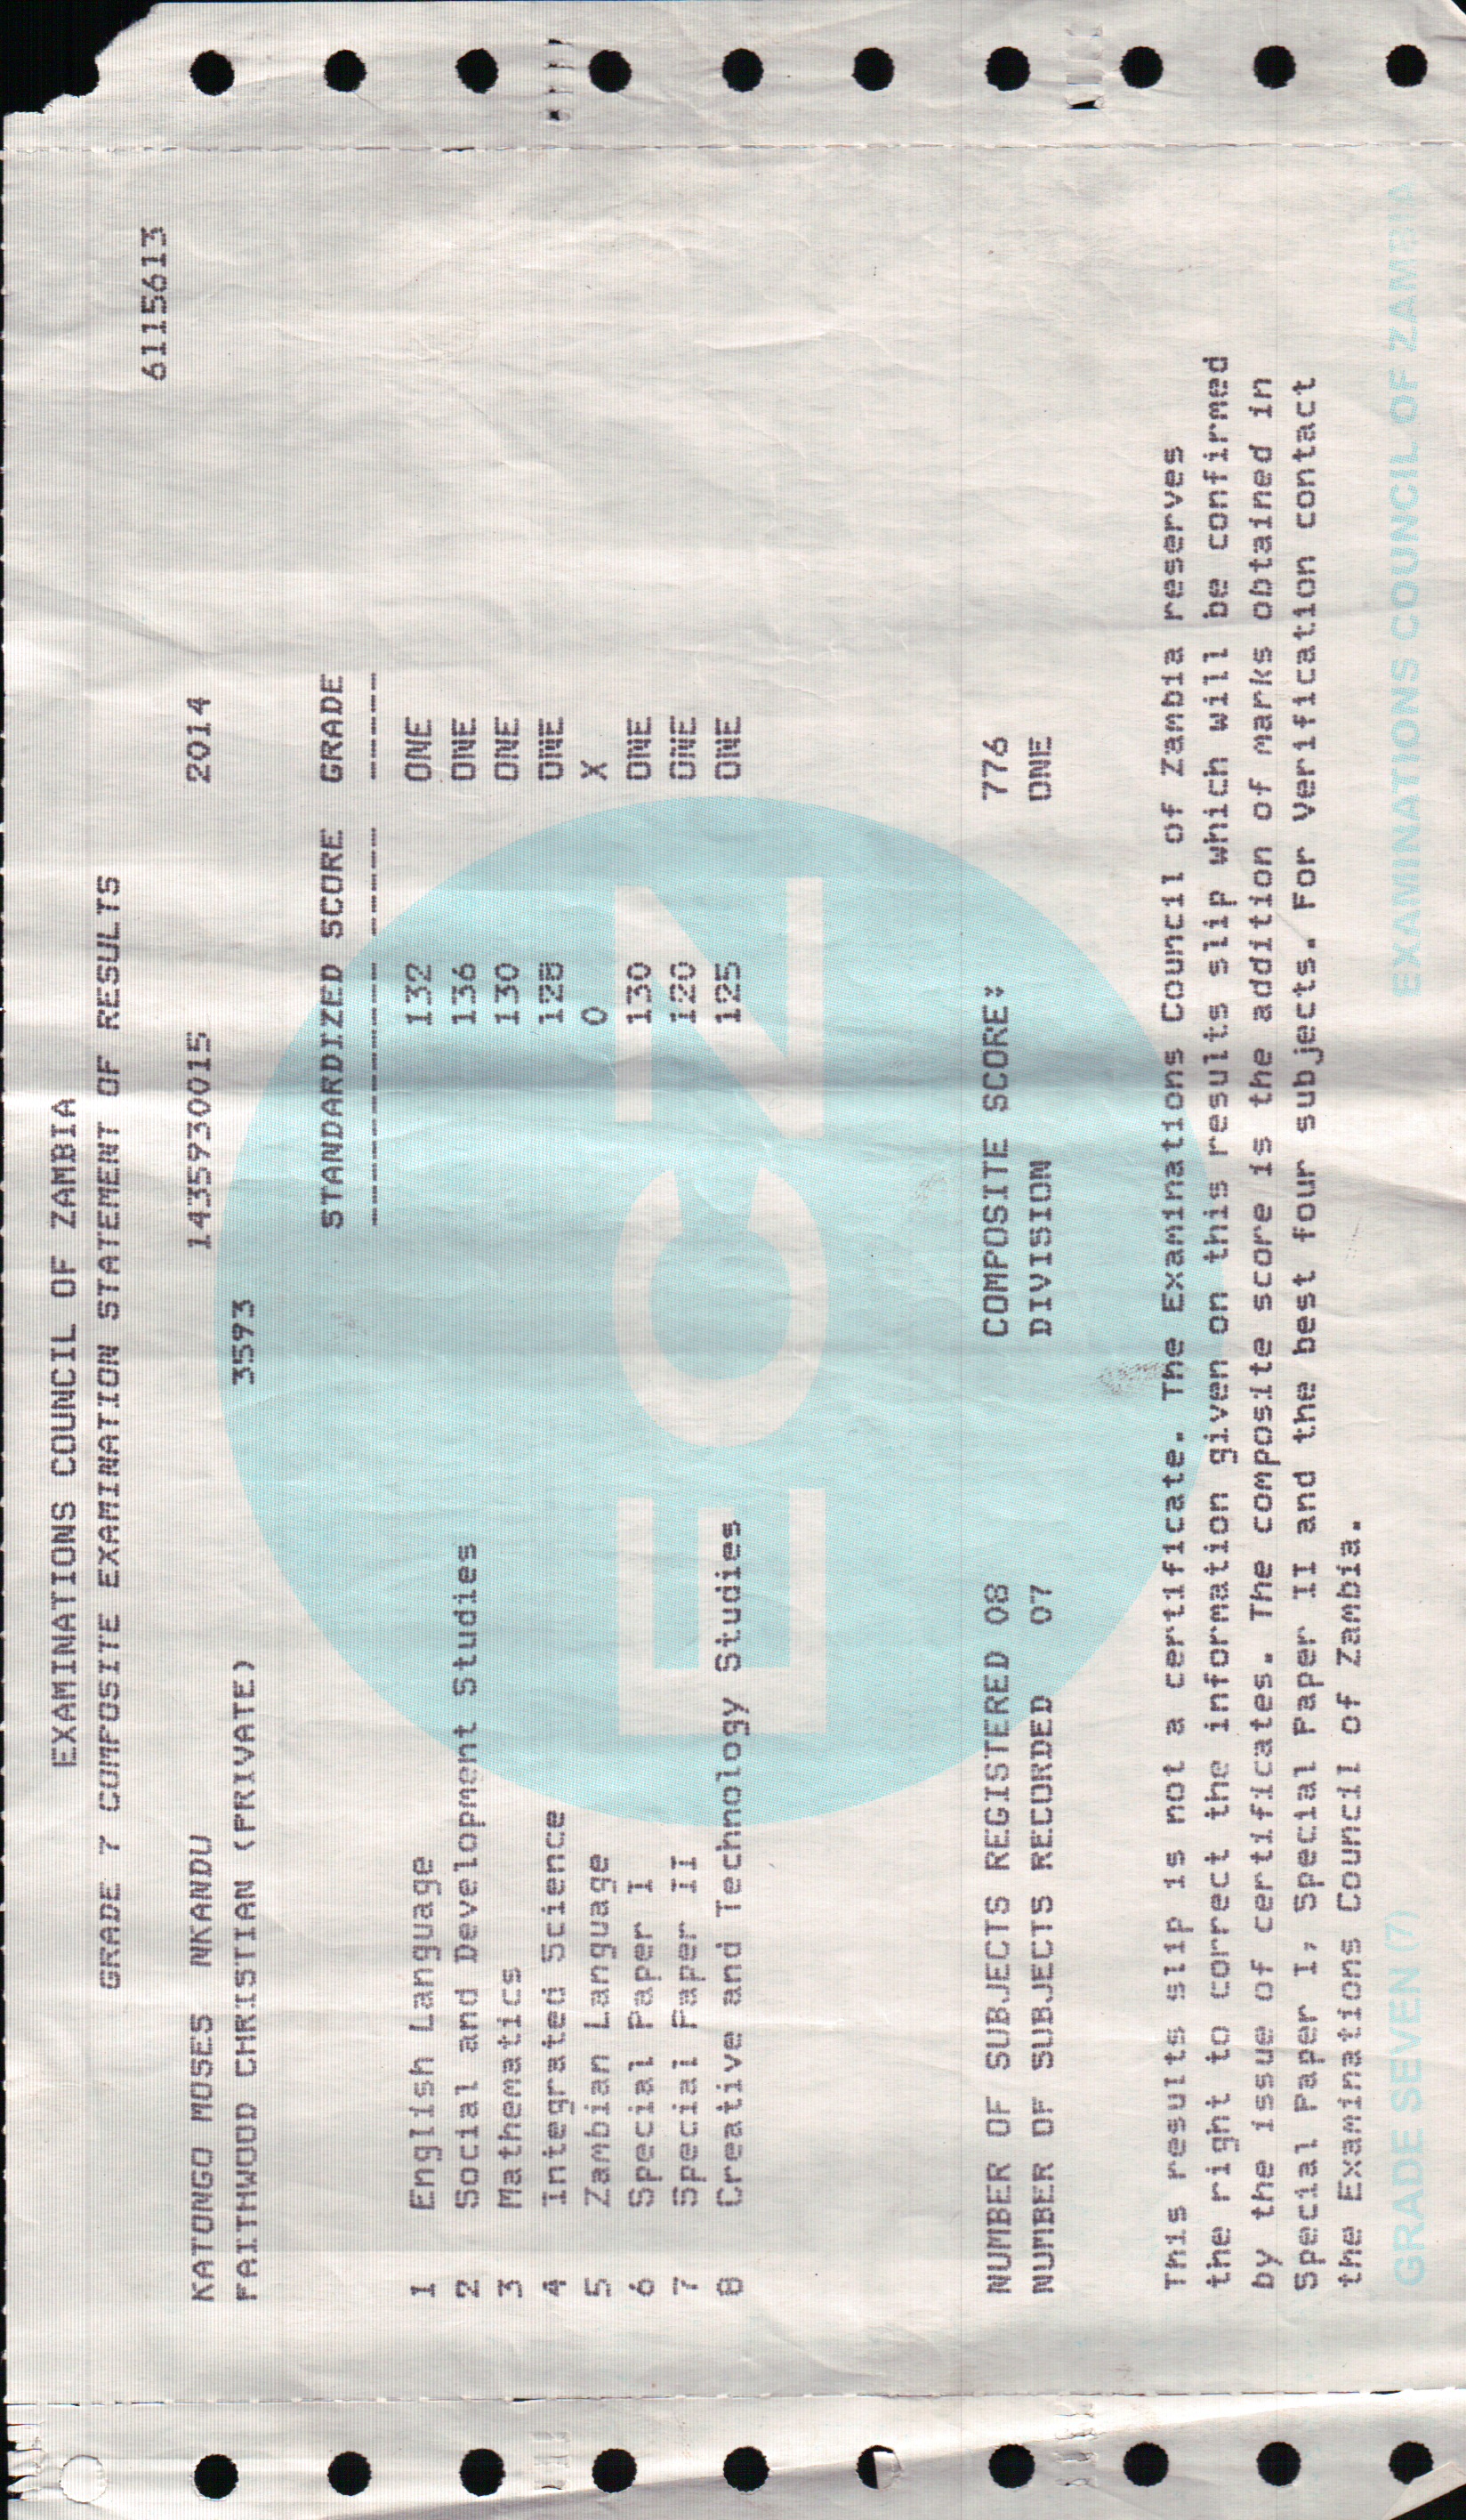 EXAMINATIONS COUNCIL OF ZAMBIA
GRADE 7 COMPOSITE EXAMINATION STATEMENT OF RESULTS
6115613
KATONGO MOSES NKANDU 1435930015 2014
FAITHWOOD CHRISTIAN (PRIVATE) 3593
STANDARDIZED SCORE GRADE
------------ ----- -----
1 English Language 132 ONE
2 Social and Development Studies 136 ONE
3 Mathematics 130 ONE
4 Integrated Science 128 ONE
5 Zambian Language 0 X
6 Special Paper I 130 ONE
7 Special Paper II 120 ONE
8 Creative and Technology Studies 125 ONE
ECZ
NUMBER OF SUBJECTS REGISTERED 08 COMPOSITE SCORE: 776
NUMBER OF SUBJECTS RECORDED 07 DIVISION ONE
This results slip is not a certificate. The Examinations Council of Zambia reserves
the right to correct the information given on this results slip which will be confirmed
by the issue of certificates. The composite score is the addition of marks obtained in
Special Paper I, Special Paper II and the best four subjects. For Verification contact
the Examinations Council of Zambia.
GRADE SEVEN (7) EXAMINATIONS COUNCIL OF ZAMBIA